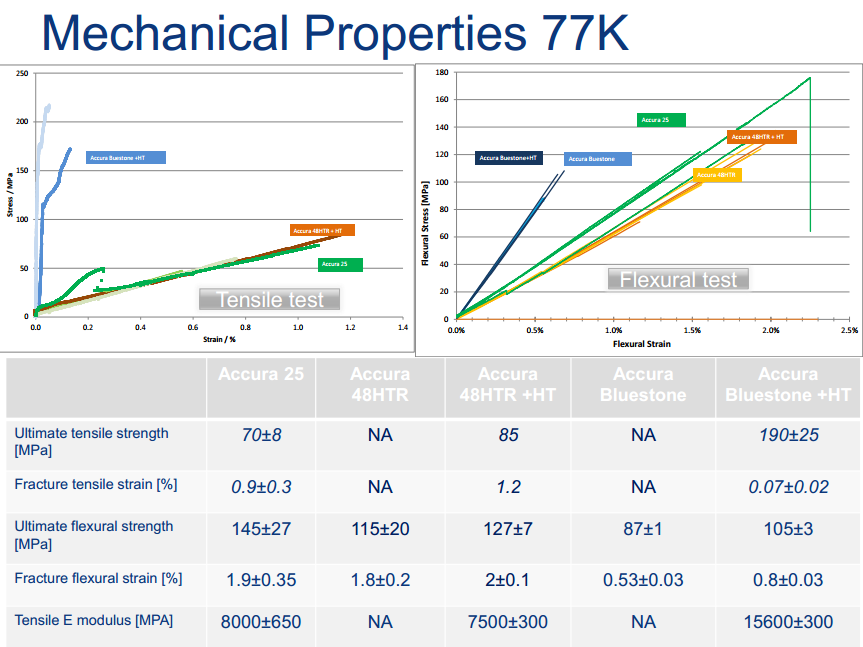 Mechanical Properties 77K
250
200
150
100
50
0
Stress / MPa
0.0
0.2
0.4
0.6
0.8
1.0
1.2
1.4
Strain / %
Accura Buestone +HT
Accura 48HTR + HT
Accura 25
Tensile test
180
160
140
120
100
80
60
40
20
0
Flexural Stress [MPa]
0.0%
0.5%
1.0%
1.5%
2.0%
2.5%
Flexural Strain
Accura 25
Accura 48HTR + HT
Accura Buestone+HT
Accura Buestone
Accura 48HTR
Flexural test
Accura 25
Accura
48HTR
Accura
48HTR +HT
Accura
Bluestone
Accura
Bluestone +HT
Ultimate tensile strength
[MPa]
70±8
NA
85
NA
190±25
Fracture tensile strain [%]
0.9±0.3
NA
1.2
NA
0.07±0.02
Ultimate flexural strength
[MPa]
145±27
115±20
127±7
87±1
105±3
Fracture flexural strain [%]
1.9±0.35
1.8±0.2
2±0.1
0.53±0.03
0.8±0.03
Tensile E modulus [MPA]
8000±650
NA
7500±300
NA
15600±300